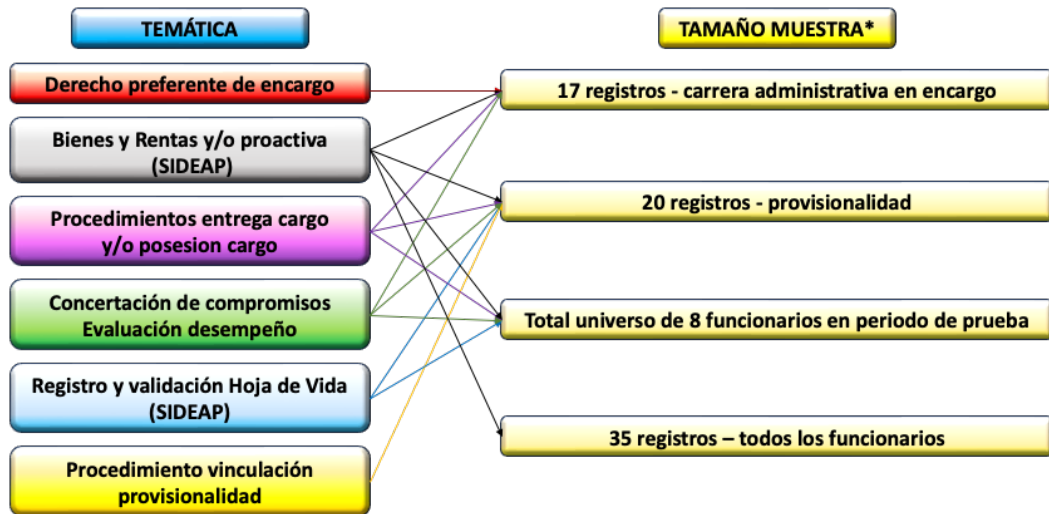 TEMÁTICA
TAMAÑO MUESTRA*
Derecho preferente de encargo
Bienes y Rentas y/o proactiva
(SIDEAP)
Procedimientos entrega cargo
y/o posesion cargo
Concertación de compromisos
Evaluación desempeño
Registro y validación Hoja de Vida
(SIDEAP)
Procedimiento vinculación
provisionalidad
17 registros - carrera administrativa en encargo
20 registros - provisionalidad
Total universo de 8 funcionarios en periodo de prueba
35 registros – todos los funcionarios